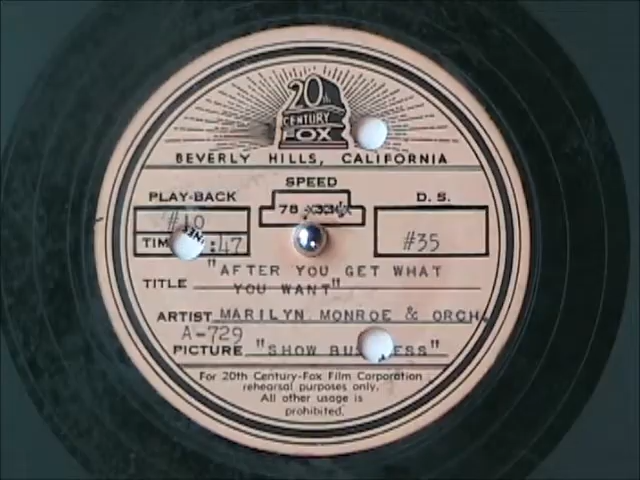 20th
CENTURY
FOX
BEVERLY HILLS, CALIFORNIA
SPEED
PLAY-BACK
78
D. S.
#10
:47
#35
"AFTER YOU GET WHAT
TITLE YOU WANT"
ARTIST MARILYN MONROE & ORCH.
A-729
PICTURE "SHOW BUS ESS"
For 20th Century-Fox Film Corporation
rehearsal purposes only.
All other usage is
prohibited.